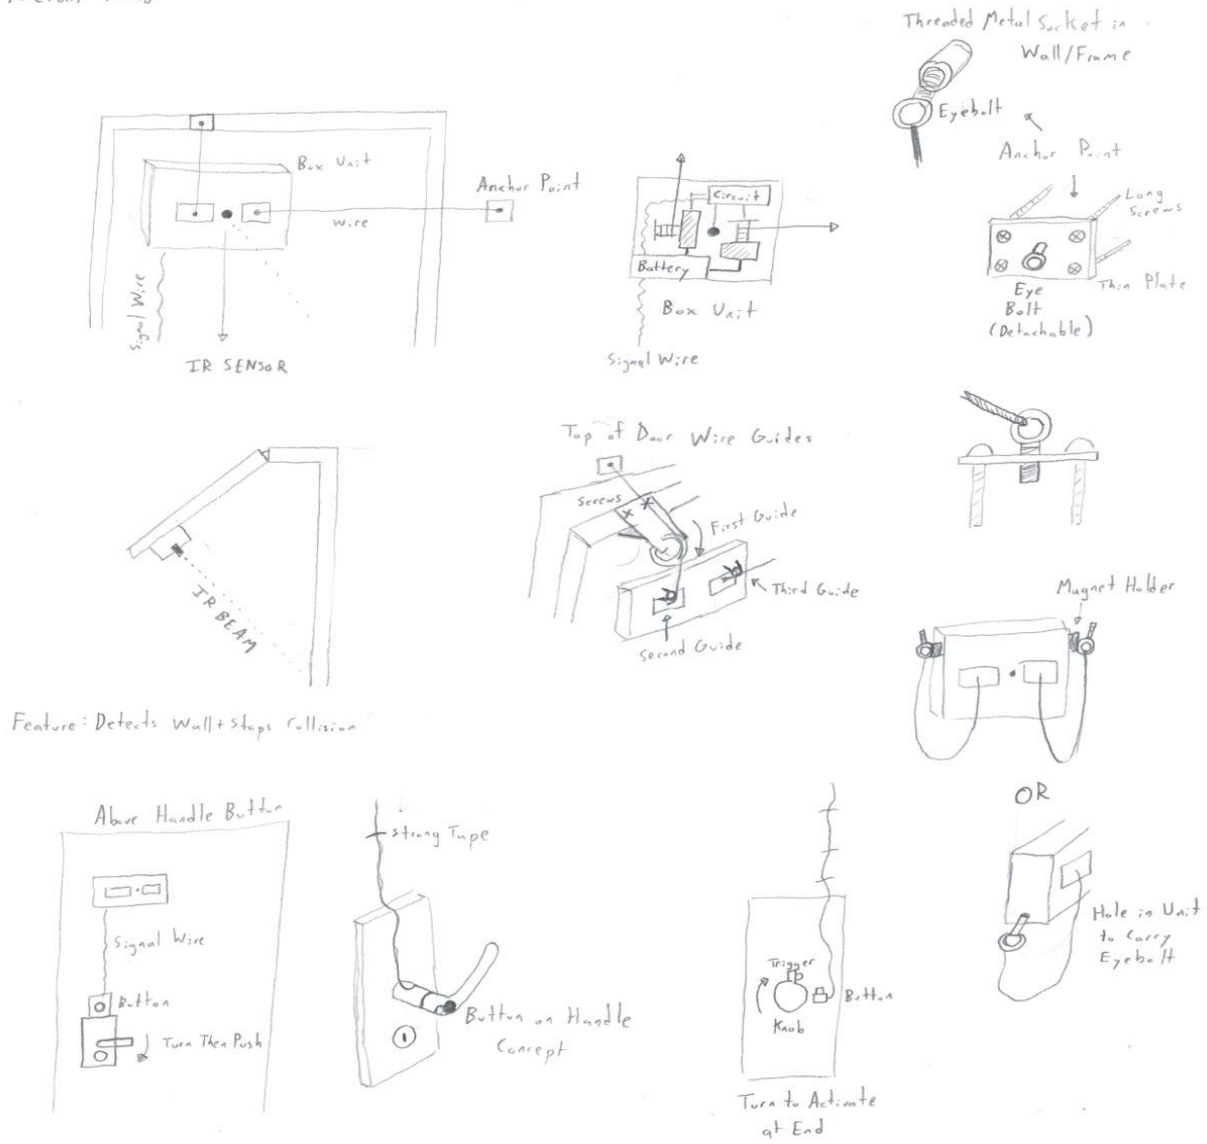 Threaded Metal Socket in
Wall/Frame
Eyebolt
Anchor Point
Box Unit
Anchor Point
wire
Signal Wire
IR SENSOR
Circuit
Battery
Box Unit
Signal Wire
Long
Screws
Thin Plate
Eye
Bolt
(Detachable)
Top of Door Wire Guides
Screws
First Guide
Third Guide
Second Guide
IR BEAM
Magnet Holder
Feature: Detects Wall + Stops Collision
OR
Above Handle Button
Signal Wire
Button
Turn Then Push
Strong Tape
Button on Handle
Concept
Trigger
Button
Knob
Turn to Activate
at End
Hole in Unit
to Carry
Eyebolt